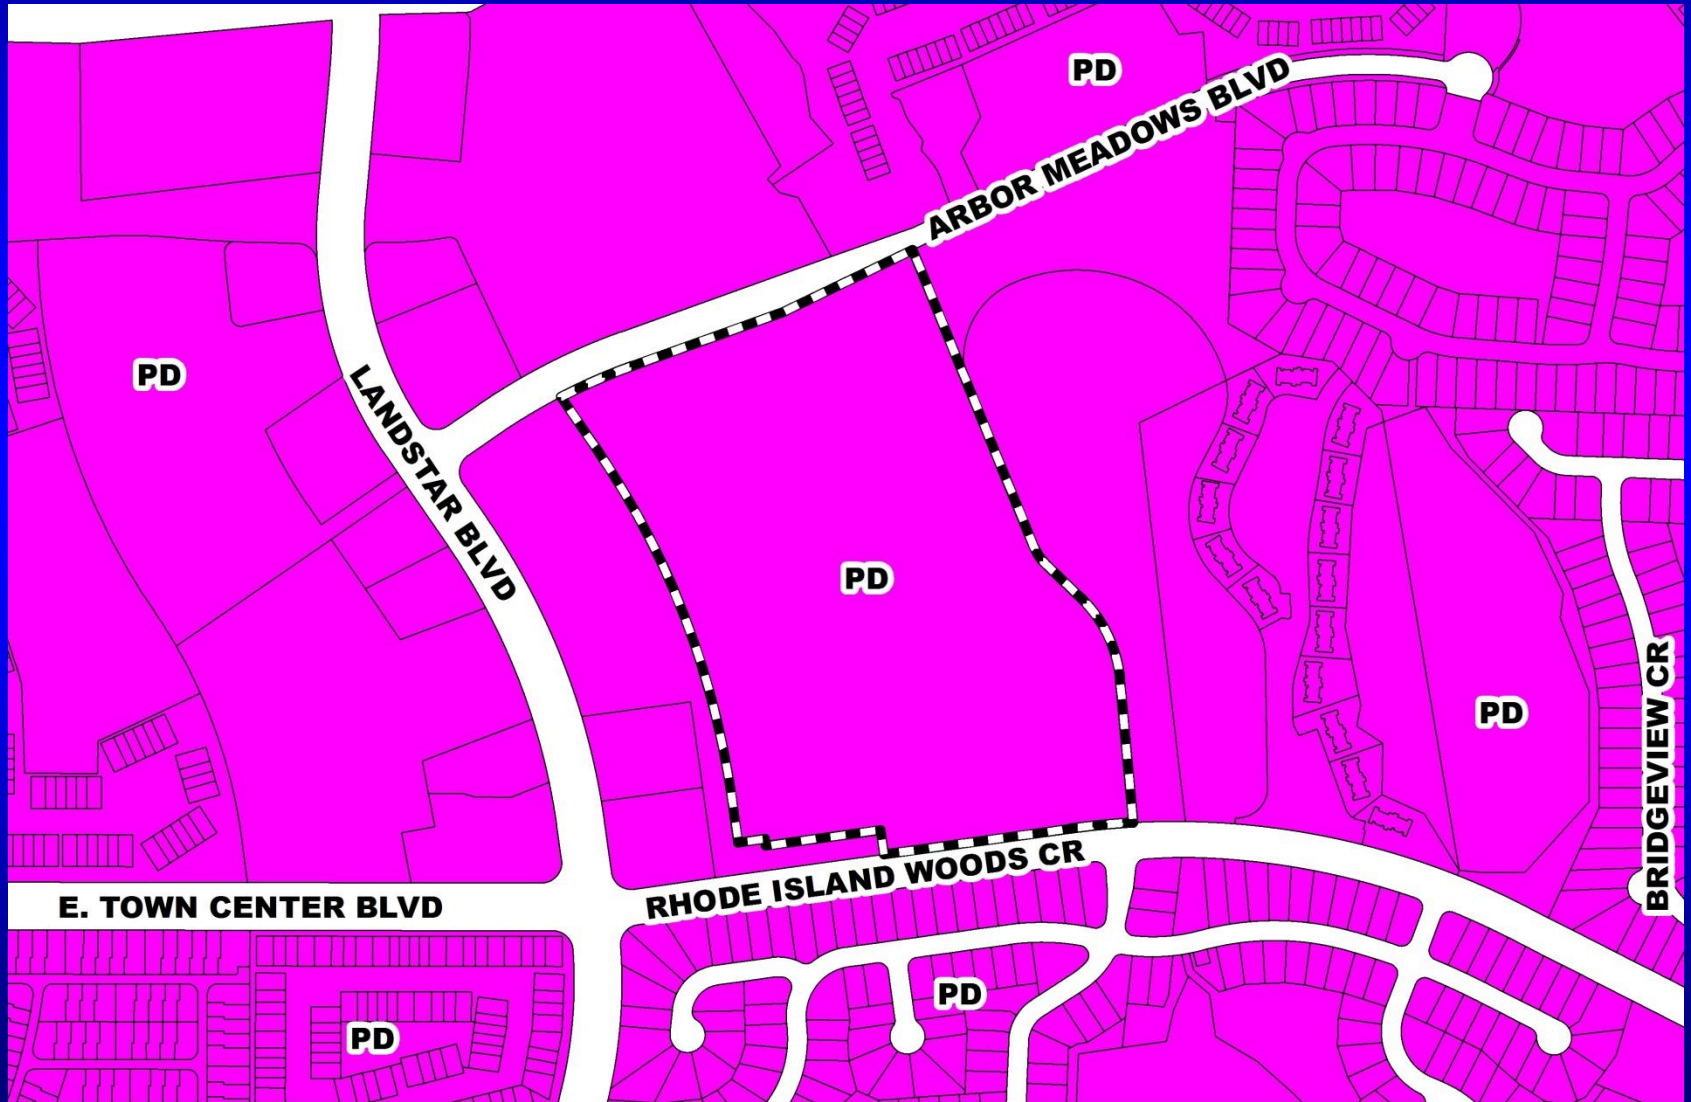 PD
ARBOR MEADOWS BLVD
PD
LANDSTAR BLVD
PD
PD
BRIDGEVIEW CR
RHODE ISLAND WOODS CR
E. TOWN CENTER BLVD
PD
PD